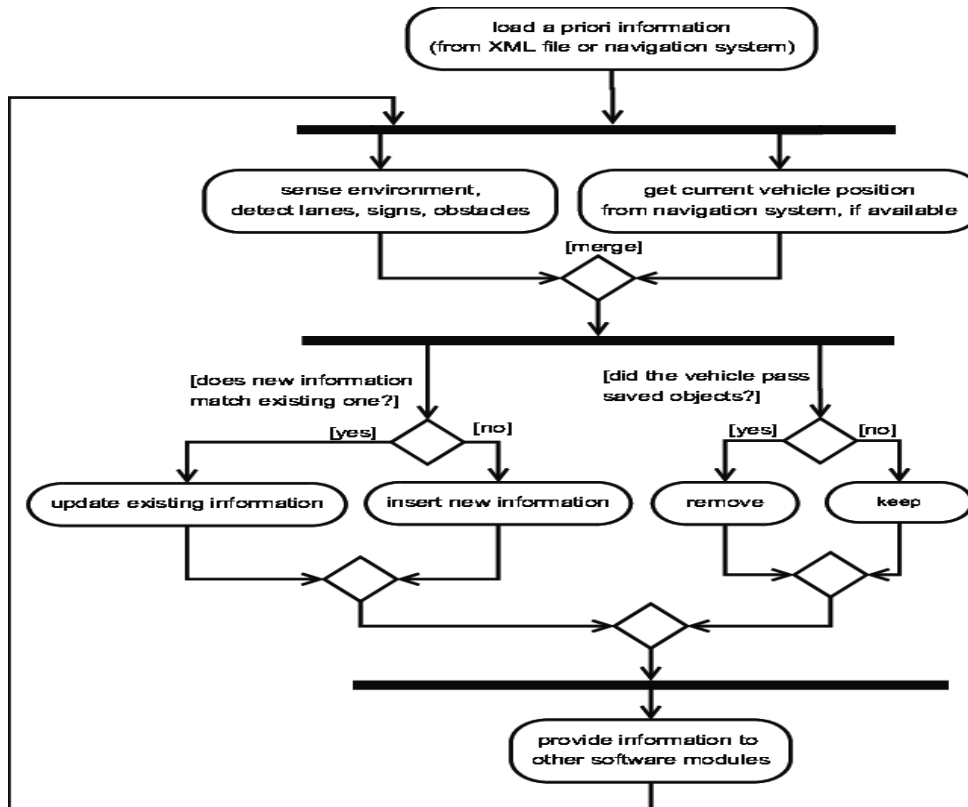 load a priori information
(from XML file or navigation system)
sense environment,
detect lanes, signs, obstacles
get current vehicle position
from navigation system, if available
[merge]
[does new information
match existing one?]
[did the vehicle pass
saved objects?]
[yes]
[no]
[yes]
[no]
update existing information
insert new information
remove
keep
provide information to
other software modules